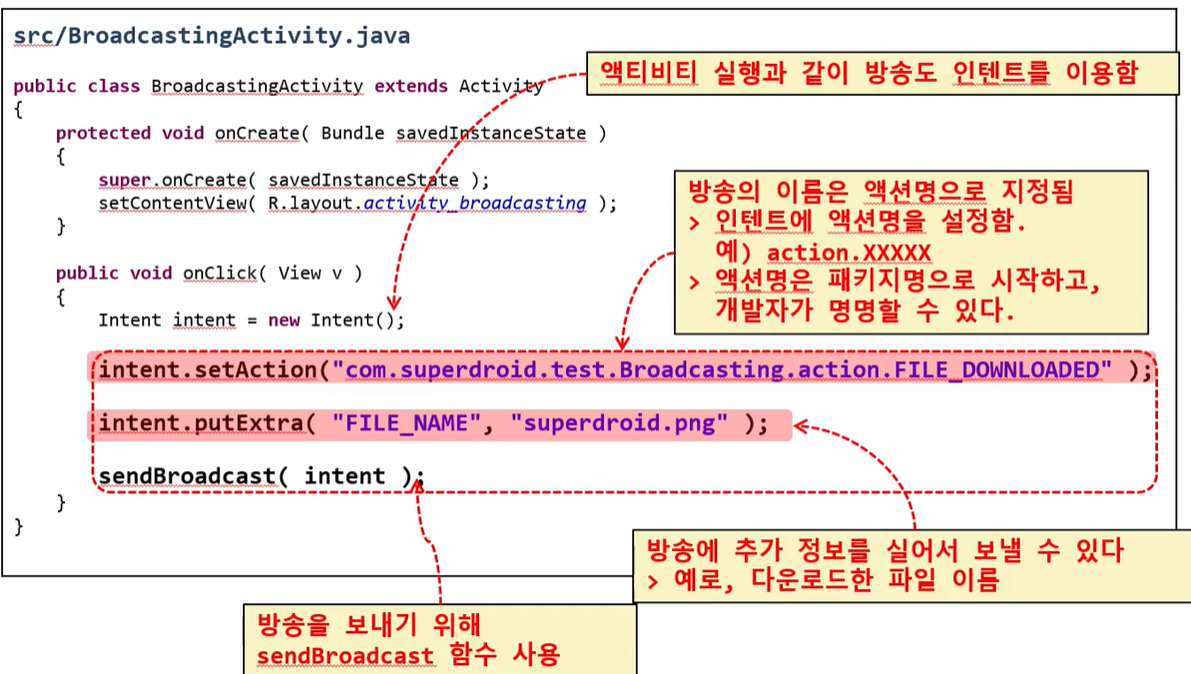 src/BroadcastingActivity.java
액티비티 실행과 같이 방송도 인텐트를 이용함
public class BroadcastingActivity extends Activity
{
protected void onCreate( Bundle savedInstanceState )
{
super.onCreate( savedInstanceState );
setContentView( R.layout.activity_broadcasting );
}
방송의 이름은 액션명으로 지정됨
> 인텐트에 액션명을 설정함.
예) action.XXXXX
> 액션명은 패키지명으로 시작하고,
개발자가 명명할 수 있다.
public void onClick( View v )
{
Intent intent = new Intent();
intent.setAction("com.superdroid.test.Broadcasting.action.FILE_DOWNLOADED" );
intent.putExtra( "FILE_NAME", "superdroid.png" );
sendBroadcast( intent );
}
}
방송에 추가 정보를 실어서 보낼 수 있다
> 예로, 다운로드한 파일 이름
방송을 보내기 위해
sendBroadcast 함수 사용